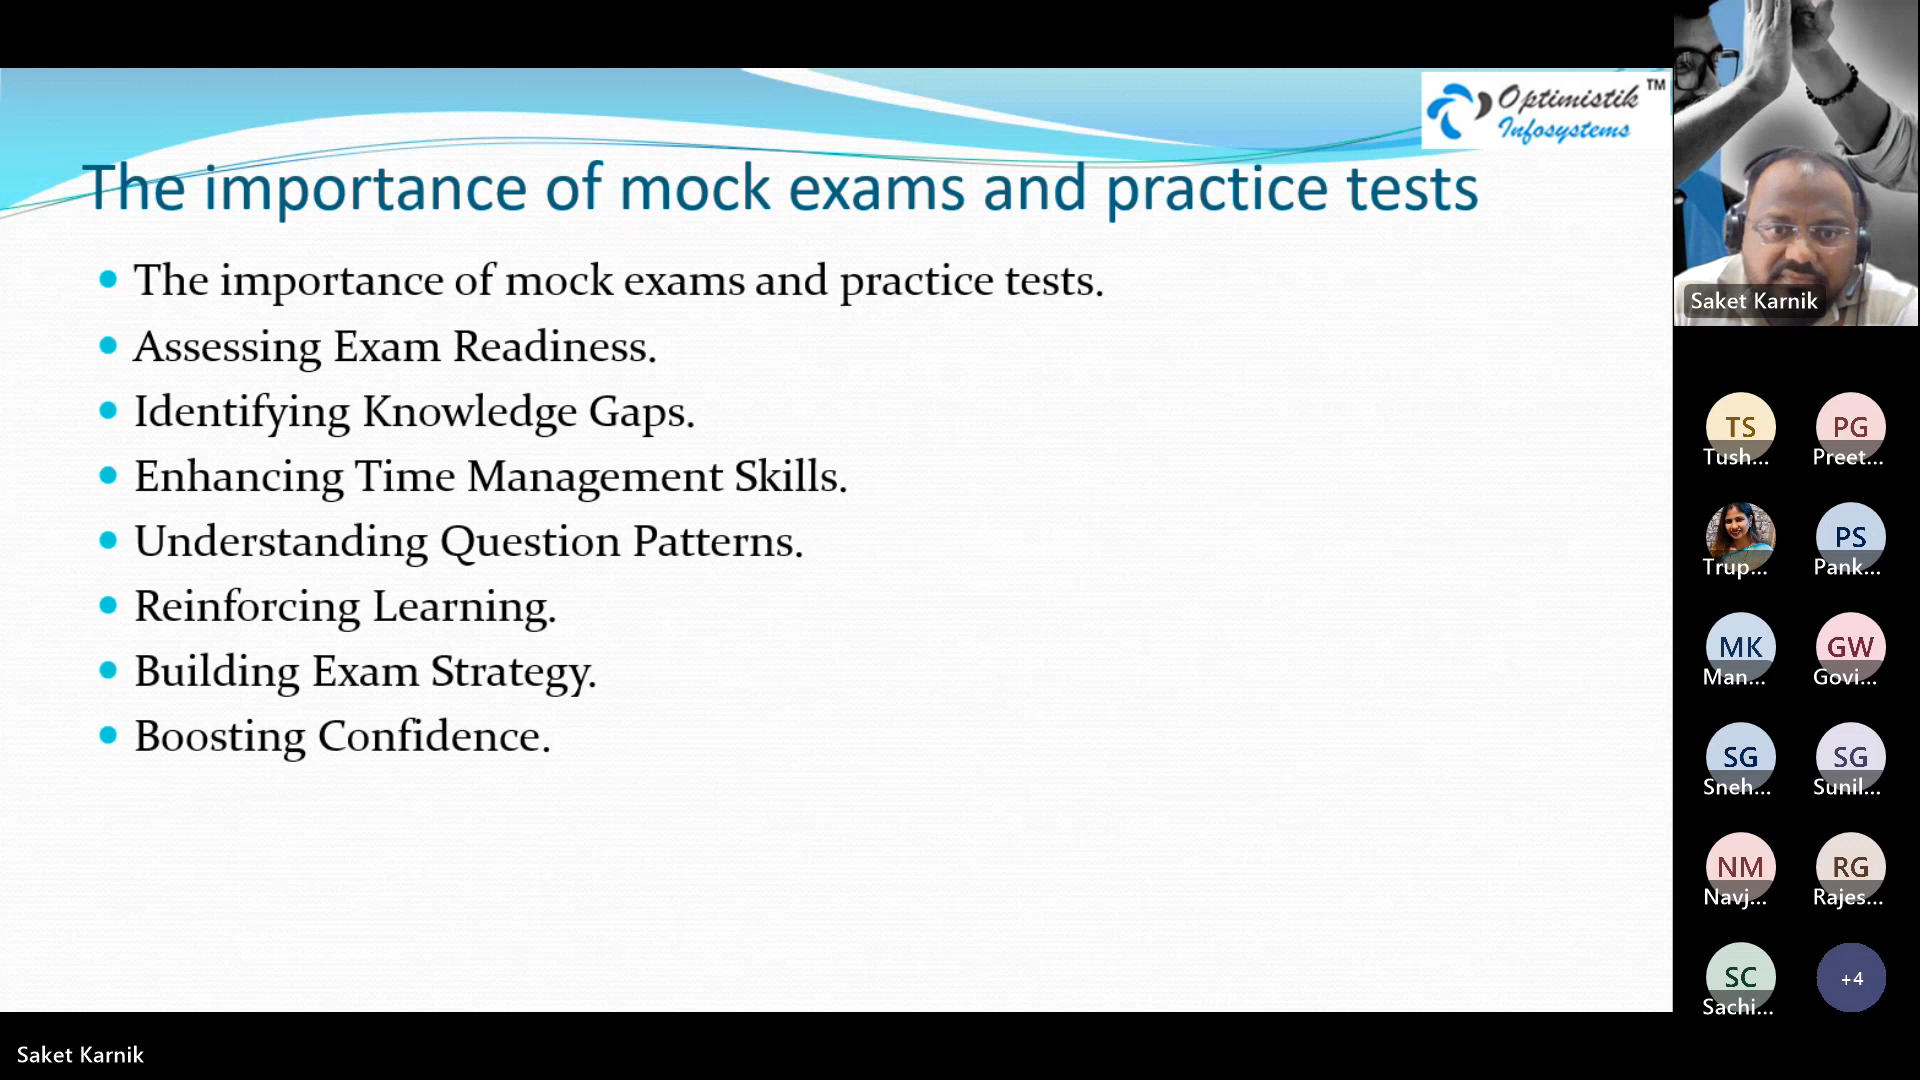 Optimistik TM
Infosystems
The importance of mock exams and practice tests
The importance of mock exams and practice tests.
Assessing Exam Readiness.
Identifying Knowledge Gaps.
Enhancing Time Management Skills.
Understanding Question Patterns.
Reinforcing Learning.
Building Exam Strategy.
Boosting Confidence.
Saket Karnik
TS
Tush...
PG
Preet...
Trup...
PS
Pank...
MK
Man...
GW
Govi...
SG
Sneh...
SG
Sunil...
NM
Navj...
RG
Rajes...
SC
Sachi...
+4
Saket Karnik